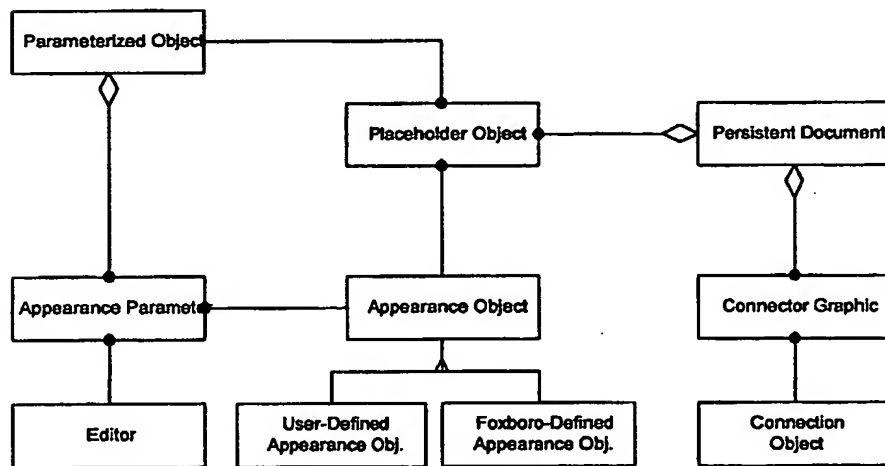 Parameterized Object
Placeholder Object
Persistent Document
Appearance Paramet
Appearance Object
Connector Graphic
Editor
User-Defined
Appearance Obj.
Foxboro-Defined
Appearance Obj.
Connection
Object